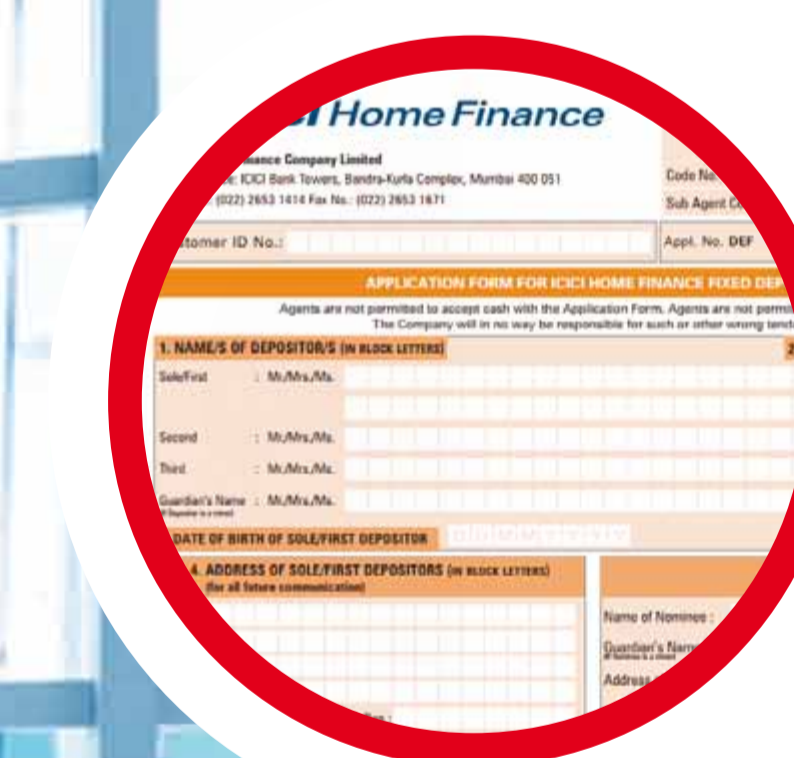 Home Finance
Finance Company Limited
ICICI Bank Towers, Bandra-Kurla Complex, Mumbai 400 051
(022) 2653 1414 Fax No.: (022) 2653 1671
Code No.
Sub Agent
Customer ID No.:
Appl. No. DEF
APPLICATION FORM FOR ICICI HOME FINANCE FIXED DEP
Agents are not permitted to accept cash with the Application Form. Agents are not perm
The Company will in no way be responsible for such or other wrong tend
1. NAME/S OF DEPOSITOR/S (IN BLOCK LETTERS)
2
Sole/First : Mr./Mrs./Ms.
Second : Mr./Mrs./Ms.
Third : Mr./Mrs./Ms.
Guardian's Name : Mr./Mrs./Ms.
DATE OF BIRTH OF SOLE/FIRST DEPOSITOR
4. ADDRESS OF SOLE/FIRST DEPOSITORS (IN BLOCK LETTERS)
(for all future communication)
Name of Nominee :
Guardian's Name
Address